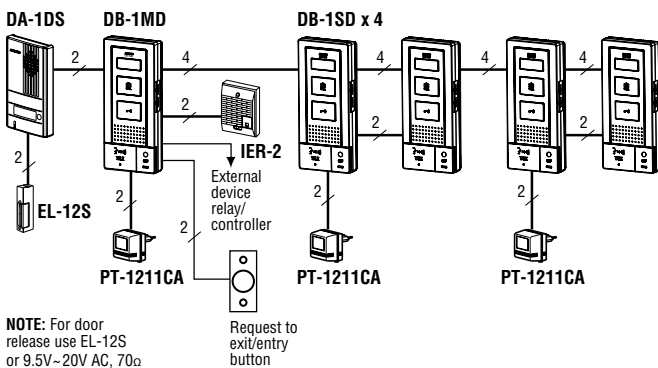 DA-1DS
DB-1MD
DB-1SD x 4
2
4
4
4
4
2
2
2
IER-2
2
EL-12S
2
External
device
relay/
controller
2
2
2
PT-1211CA
PT-1211CA
PT-1211CA
NOTE: For door
release use EL-12S
or 9.5V~20V AC, 70Ω
Request to
exit/entry
button